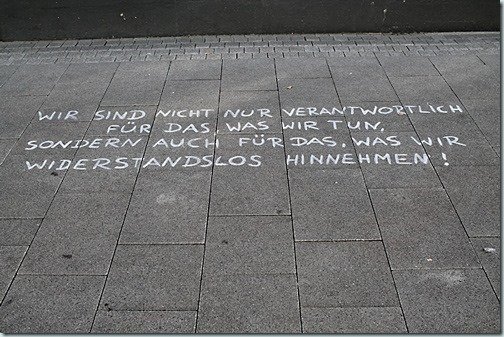 WIR SIND NICHT NUR VERANTWORTLICH
FÜR DAS, WAS WIR TUN,
SONDERN AUCH FÜR DAS, WAS WIR
WIDERSTANDSLOS HINNEHMEN!